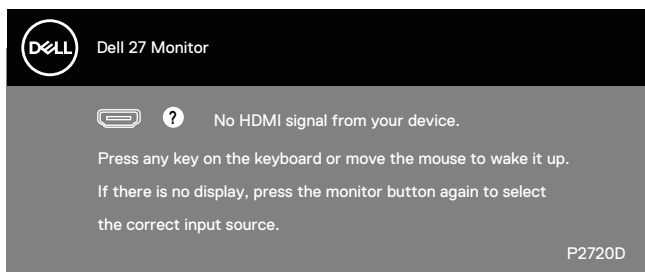 DELL
Dell 27 Monitor
? No HDMI signal from your device.
Press any key on the keyboard or move the mouse to wake it up.
If there is no display, press the monitor button again to select
the correct input source.
P2720D